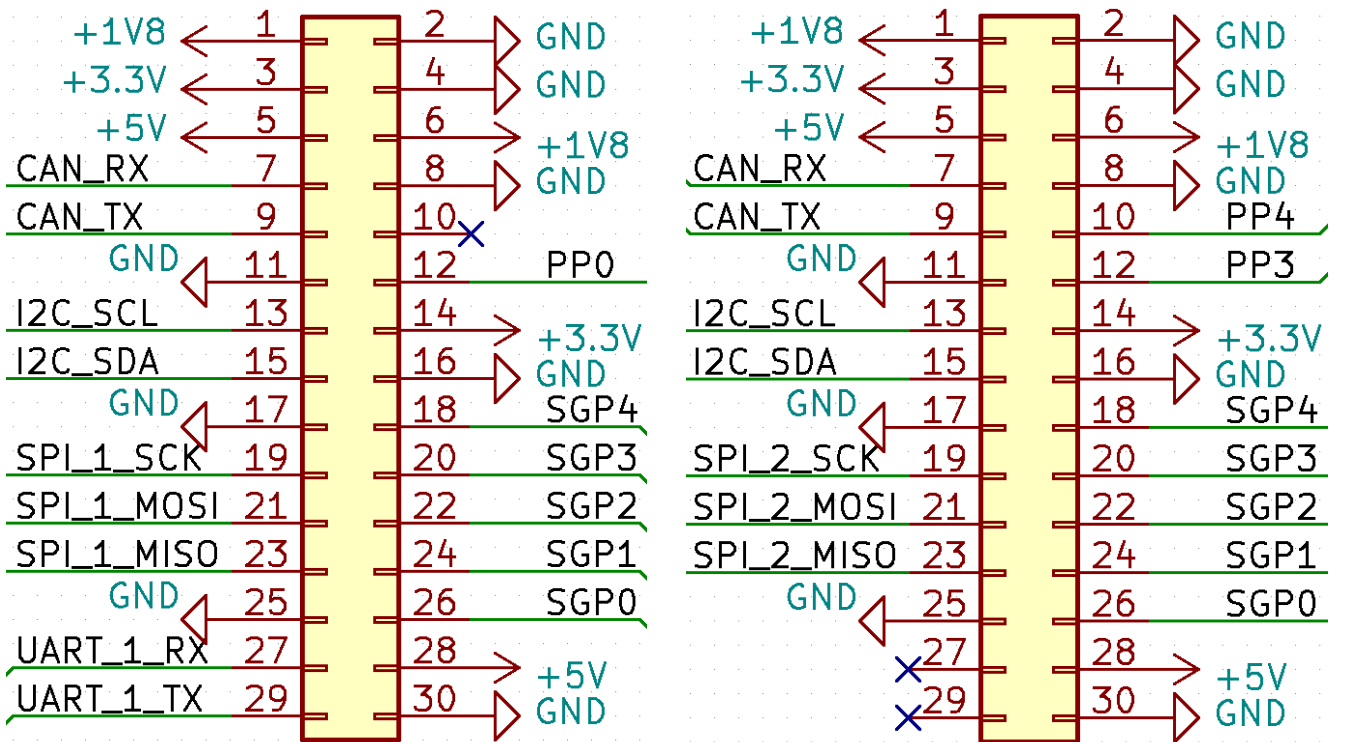 +1V8 1 2 GND
+3.3V 3 4 GND
+5V 5 6 +1V8
CAN_RX 7 8 GND
CAN_TX 9 10
GND 11 12 PP0
I2C_SCL 13 14 +3.3V
I2C_SDA 15 16 GND
GND 17 18 SGP4
SPI_1_SCK 19 20 SGP3
SPI_1_MOSI 21 22 SGP2
SPI_1_MISO 23 24 SGP1
GND 25 26 SGP0
UART_1_RX 27 28 +5V
UART_1_TX 29 30 GND
+1V8 1 2 GND
+3.3V 3 4 GND
+5V 5 6 +1V8
CAN_RX 7 8 GND
CAN_TX 9 10 PP4
GND 11 12 PP3
I2C_SCL 13 14 +3.3V
I2C_SDA 15 16 GND
GND 17 18 SGP4
SPI_2_SCK 19 20 SGP3
SPI_2_MOSI 21 22 SGP2
SPI_2_MISO 23 24 SGP1
GND 25 26 SGP0
27 28 +5V
29 30 GND